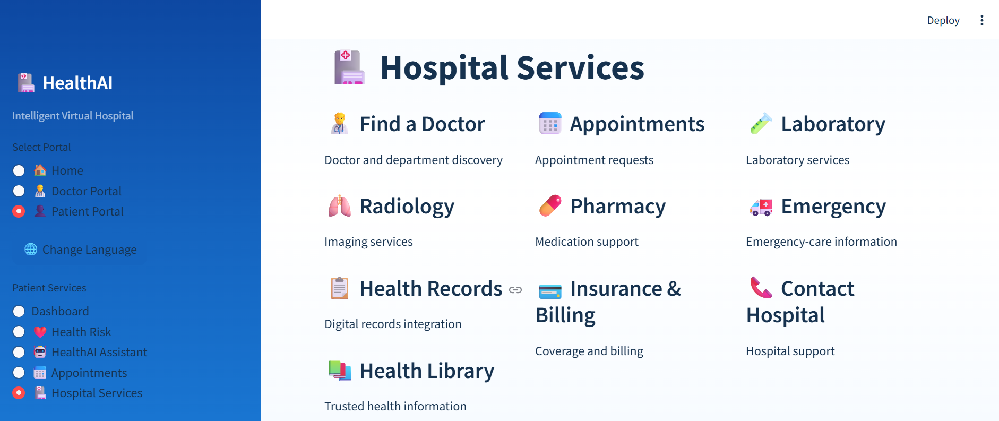 Deploy
HealthAI
Intelligent Virtual Hospital
Select Portal
Home
Doctor Portal
Patient Portal
Change Language
Patient Services
Dashboard
Health Risk
HealthAI Assistant
Appointments
Hospital Services
Hospital Services
Find a Doctor
Doctor and department discovery
Appointments
Appointment requests
Laboratory
Laboratory services
Radiology
Imaging services
Pharmacy
Medication support
Emergency
Emergency-care information
Health Records
Digital records integration
Insurance &
Billing
Coverage and billing
Contact
Hospital
Hospital support
Health Library
Trusted health information